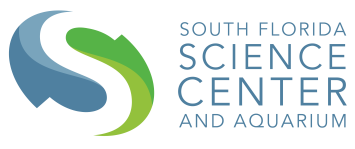 SOUTH FLORIDA
SCIENCE
CENTER
AND AQUARIUM